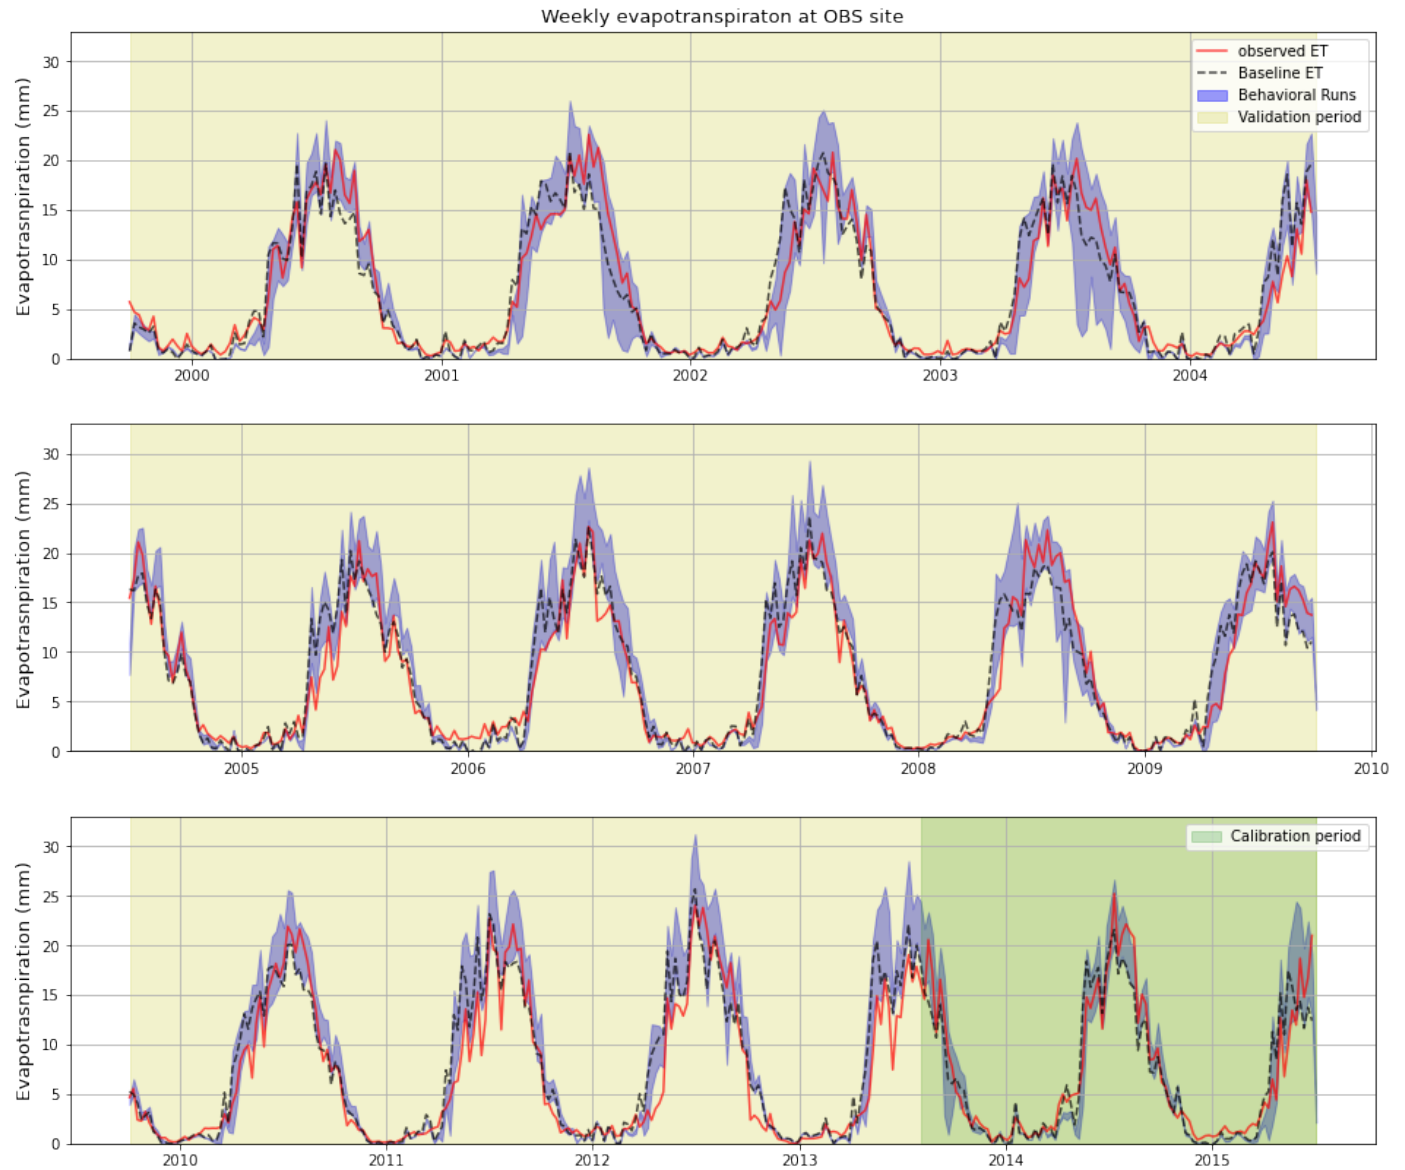 Weekly evapotranspiraton at OBS site
Evapotrasnpiration (mm)
30
25
20
15
10
5
0
observed ET
Baseline ET
Behavioral Runs
Validation period
2000 2001 2002 2003 2004
Evapotrasnpiration (mm)
30
25
20
15
10
5
0
2005 2006 2007 2008 2009 2010
Evapotrasnpiration (mm)
30
25
20
15
10
5
0
Calibration period
2010 2011 2012 2013 2014 2015